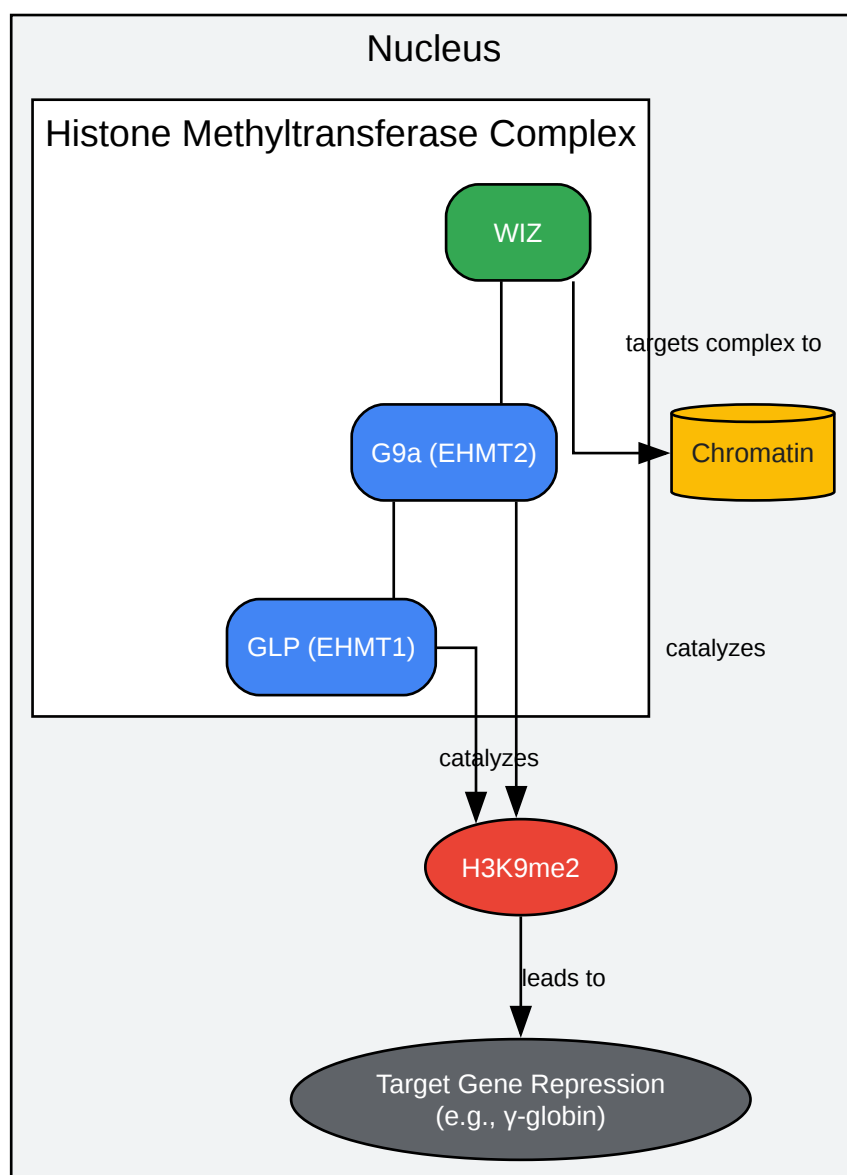 Nucleus
Histone Methyltransferase Complex
WIZ
targets complex to
G9a (EHMT2)
Chromatin
GLP (EHMT1)
catalyzes
catalyzes
H3K9me2
leads to
Target Gene Repression
(e.g., γ-globin)